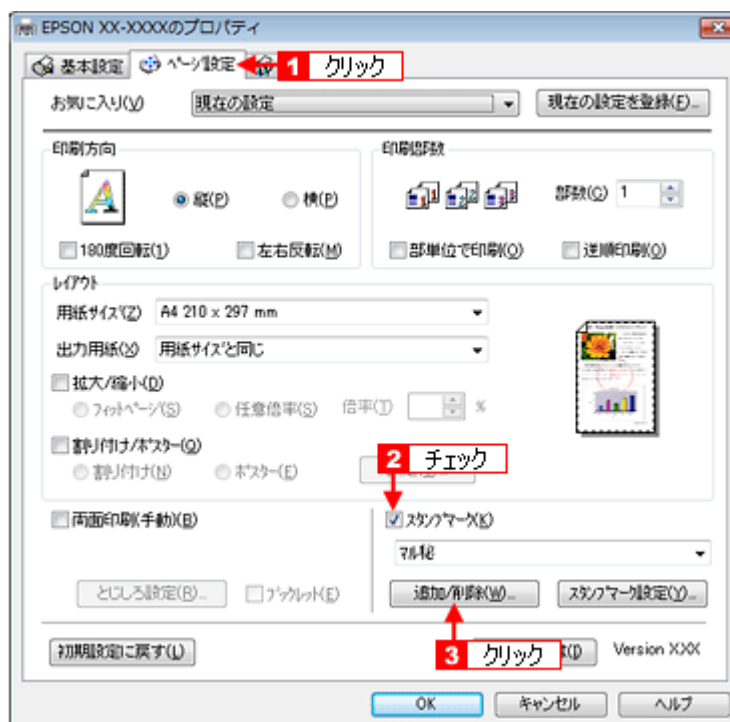 EPSON XX-XXXXのプロパティ
基本設定 ページ設定 1 クリック
お気に入り(V) 現在の設定 現在の設定を登録(F)...
印刷方向 印刷部数
縦(P) 横(P) 部数(C) 1
180度回転(1) 左右反転(M) 部単位で印刷(O) 逆順印刷(O)
レイアウト
用紙サイズ(Z) A4 210 x 297 mm
出力用紙(X) 用紙サイズと同じ
拡大/縮小(D)
フィットページ(S) 任意倍率(S) 倍率(T) %
割り付け/ポスター(Q)
2 チェック
割り付け(N) ポスター(E)
両面印刷(手動)(B) スタンプマーク(K)
マル秘
とじしろ設定(R)... ブックレット(E) 追加/削除(W)... スタンプマーク設定(Y)...
初期設定に戻す(L) 3 クリック Version X.XX
OK キャンセル ヘルプ